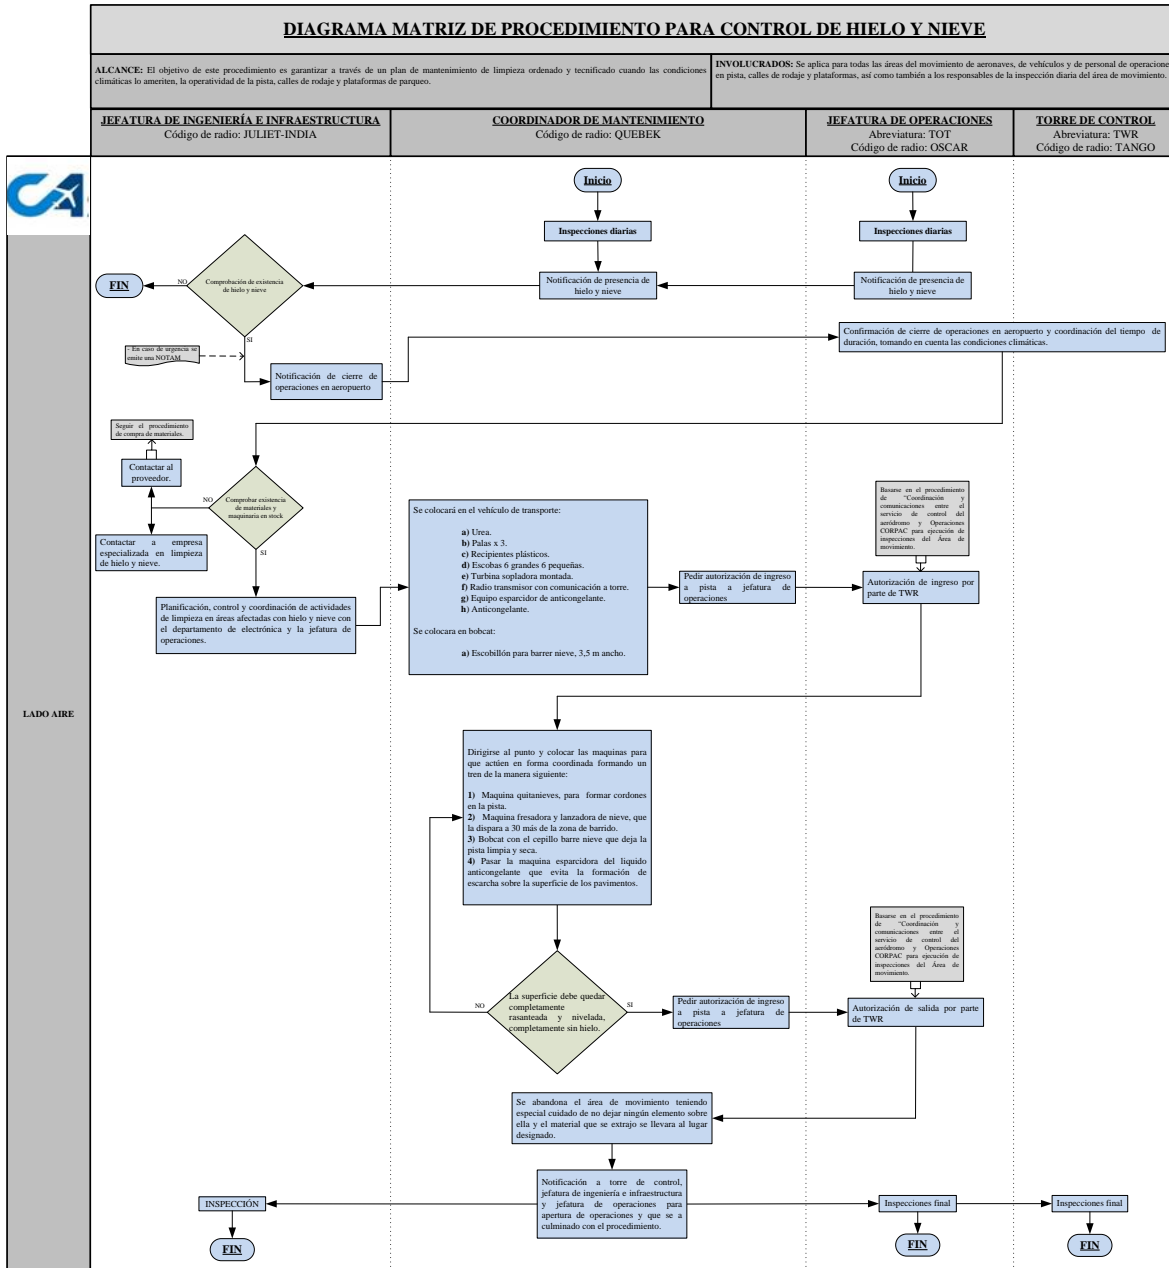 DIAGRAMA MATRIZ DE PROCEDIMIENTO PARA CONTROL DE HIELO Y NIEVE
ALCANCE: El objetivo de este procedimiento es garantizar a través de un plan de mantenimiento de limpieza ordenado y tecnificado cuando las condiciones
climáticas lo ameriten, la operatividad de la pista, calles de rodaje y plataformas de parqueo.
INVOLUCRADOS: Se aplica para todas las áreas del movimiento de aeronaves, de vehículos y de personal de operacione
en pista, calles de rodaje y plataformas, así como también a los responsables de la inspección diaria del área de movimiento.
JEFATURA DE INGENIERÍA E INFRAESTRUCTURA
Código de radio: JULIET-INDIA
COORDINADOR DE MANTENIMIENTO
Código de radio: QUEBEK
JEFATURA DE OPERACIONES
Abreviatura: TOT
Código de radio: OSCAR
TORRE DE CONTROL
Abreviatura: TWR
Código de radio: TANGO
CA
LADO AIRE
Inicio
Inicio
Inspecciones diarias
Inspecciones diarias
FIN
NO
Comprobación de existencia
de hielo y nieve
Notificación de presencia de
hielo y nieve
Notificación de presencia de
hielo y nieve
SI
- En caso de urgencia se
emite una NOTAM
Notificación de cierre de
operaciones en aeropuerto
Confirmación de cierre de operaciones en aeropuerto y coordinación del tiempo de
duración, tomando en cuenta las condiciones climáticas.
Seguir el procedimiento
de compra de materiales.
Contactar al
proveedor.
NO
Comprobar existencia
de materiales y
maquinaria en stock
SI
Contactar a empresa
especializada en limpieza
de hielo y nieve.
Planificación, control y coordinación de actividades
de limpieza en áreas afectadas con hielo y nieve con
el departamento de electrónica y la jefatura de
operaciones.
Se colocará en el vehículo de transporte:
a) Urea.
b) Palas x 3.
c) Recipientes plásticos.
d) Escobas 6 grandes 6 pequeñas.
e) Turbina sopladora montada.
f) Radio transmisor con comunicación a torre.
g) Equipo esparcidor de anticongelante.
h) Anticongelante.
Se colocara en bobcat:
a) Escobillón para barrer nieve, 3,5 m ancho.
Pedir autorización de ingreso
a pista a jefatura de
operaciones
Basarse en el procedimiento
de "Coordinación y
comunicaciones entre el
servicio de control del
aeródromo y Operaciones
CORPAC para ejecución de
inspecciones del Área de
movimiento.
Autorización de ingreso por
parte de TWR
Dirigirse al punto y colocar las maquinas para
que actúen en forma coordinada formando un
tren de la manera siguiente:
1) Maquina quitanieves, para formar cordones
en la pista.
2) Maquina fresadora y lanzadora de nieve, que
la dispara a 30 más de la zona de barrido.
3) Bobcat con el cepillo barre nieve que deja la
pista limpia y seca.
4) Pasar la maquina esparcidora del liquido
anticongelante que evita la formación de
escarcha sobre la superficie de los pavimentos.
NO
La superficie debe quedar
completamente
rasanteada y nivelada,
completamente sin hielo.
SI
Pedir autorización de ingreso
a pista a jefatura de
operaciones
Basarse en el procedimiento
de "Coordinación y
comunicaciones entre el
servicio de control del
aeródromo y Operaciones
CORPAC para ejecución de
inspecciones del Área de
movimiento.
Autorización de salida por parte
de TWR
Se abandona el área de movimiento teniendo
especial cuidado de no dejar ningún elemento sobre
ella y el material que se extrajo se llevara al lugar
designado.
Notificación a torre de control,
jefatura de ingeniería e infraestructura
y jefatura de operaciones para
apertura de operaciones y que se a
culminado con el procedimiento.
INSPECCIÓN
Inspecciones final
Inspecciones final
FIN
FIN
FIN